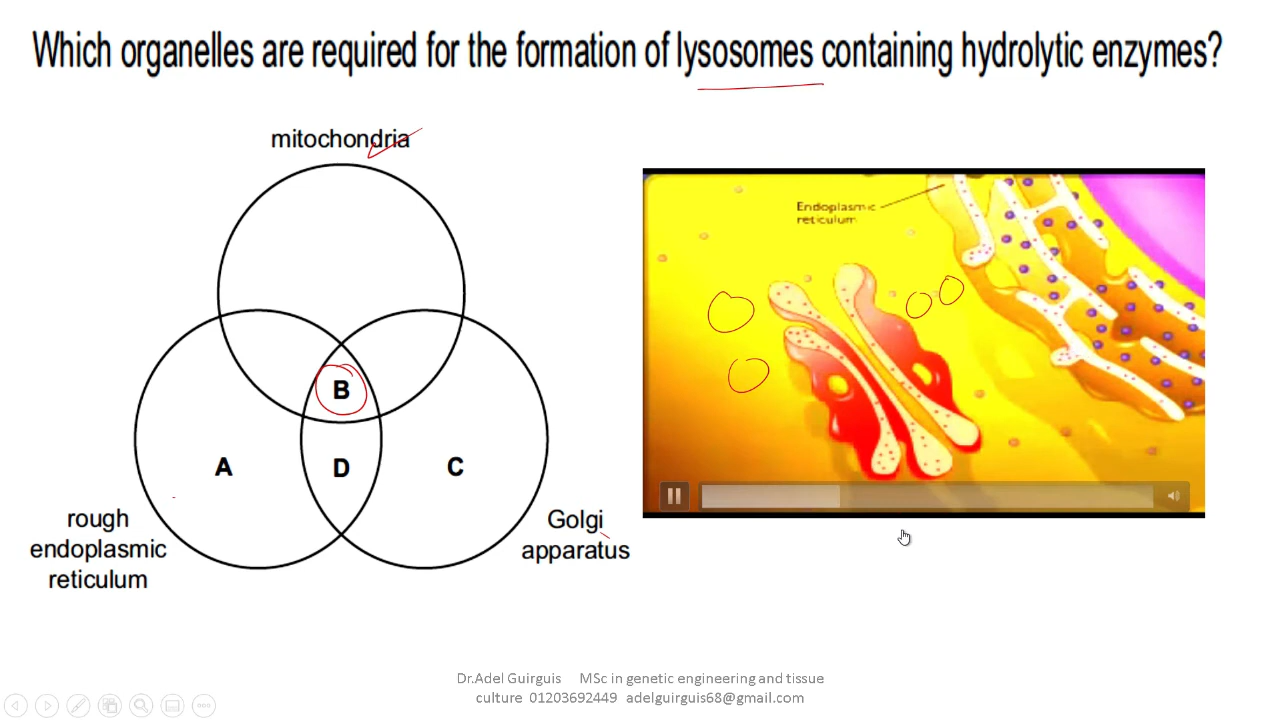 Which organelles are required for the formation of lysosomes containing hydrolytic enzymes?
mitochondria
Endoplasmic
reticulum
B
A
D
C
rough
endoplasmic
reticulum
Golgi
apparatus
Dr.Adel Guirguis MSc in genetic engineering and tissue
culture 01203692449 adelguirguis68@gmail.com